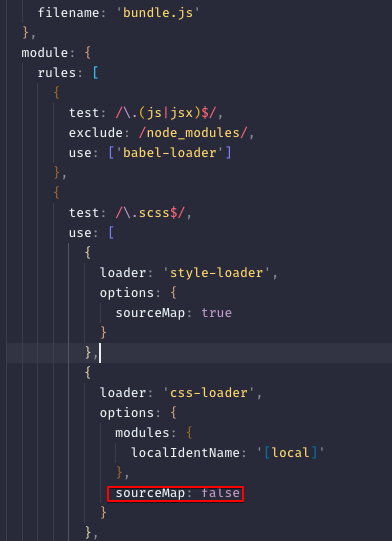 filename: 'bundle.js'
},
module: {
rules: [
{
test: /\.(js|jsx)$/,
exclude: /node_modules/,
use: ['babel-loader']
},
{
test: /\.scss$/,
use: [
{
loader: 'style-loader',
options: {
sourceMap: true
}
},
{
loader: 'css-loader',
options: {
modules: {
localIdentName: '[local]'
},
sourceMap: false
}
},